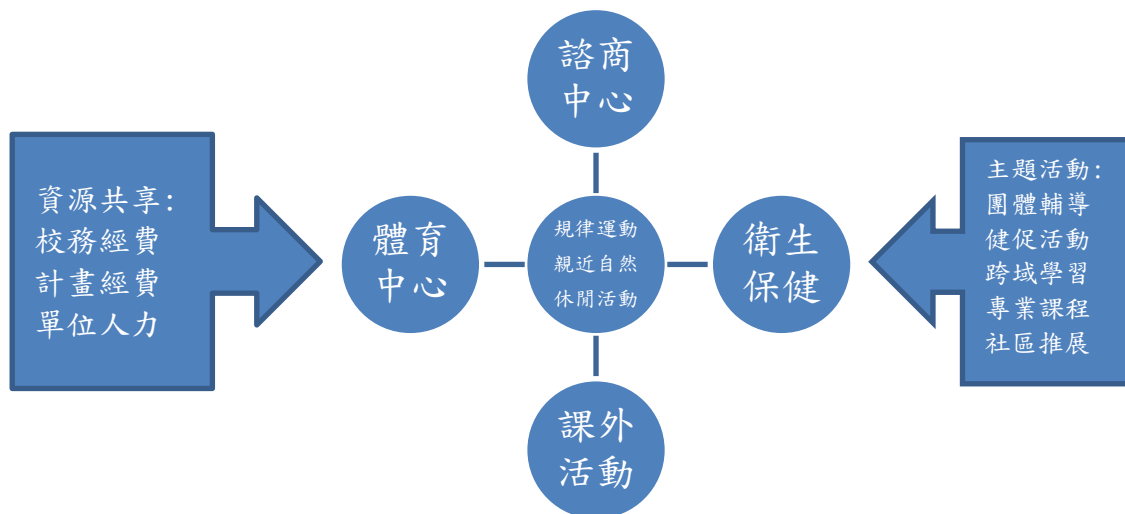 諮商
中心
資源共享:
校務經費
計畫經費
單位人力
體育
中心
規律運動
親近自然
休閒活動
衛生
保健
主題活動:
團體輔導
健促活動
跨域學習
專業課程
社區推展
課外
活動